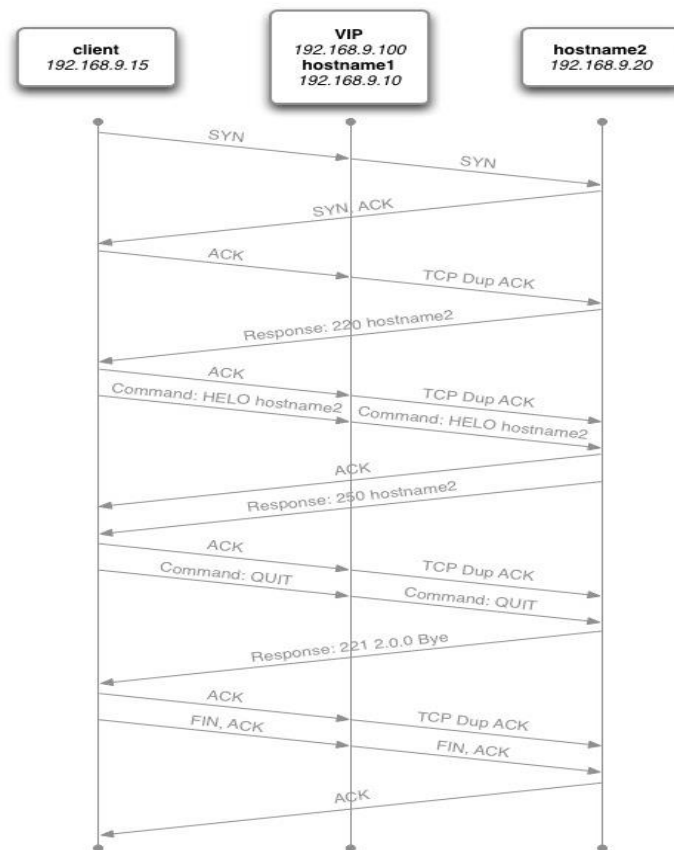 client
192.168.9.15
VIP
192.168.9.100
hostname1
192.168.9.10
hostname2
192.168.9.20
SYN
SYN
SYN, ACK
ACK
TCP Dup ACK
Response: 220 hostname2
ACK
TCP Dup ACK
Command: HELO hostname2
Command: HELO hostname2
ACK
Response: 250 hostname2
ACK
TCP Dup ACK
Command: QUIT
Command: QUIT
Response: 221 2.0.0 Bye
ACK
TCP Dup ACK
FIN, ACK
FIN, ACK
ACK